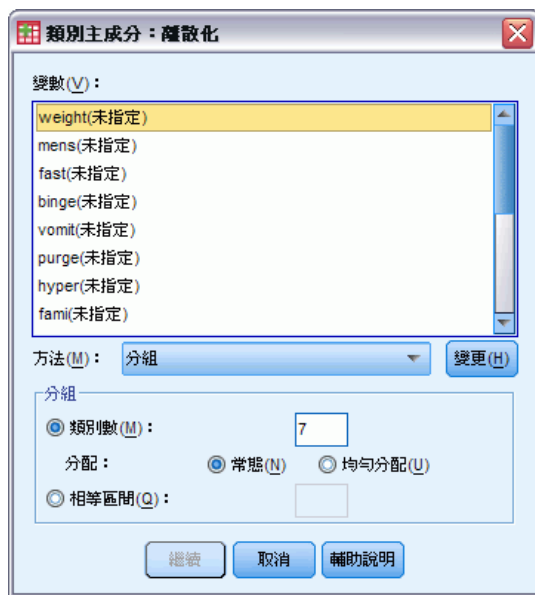 類別主成分：離散化
變數(V)：
weight(未指定)
mens(未指定)
fast(未指定)
binge(未指定)
vomit(未指定)
purge(未指定)
hyper(未指定)
fami(未指定)
方法(M)： 分組 變更(H)
分組
類別數(M)： 7
分配： 常態(N) 均勻分配(U)
相等區間(Q)：
繼續 取消 輔助說明